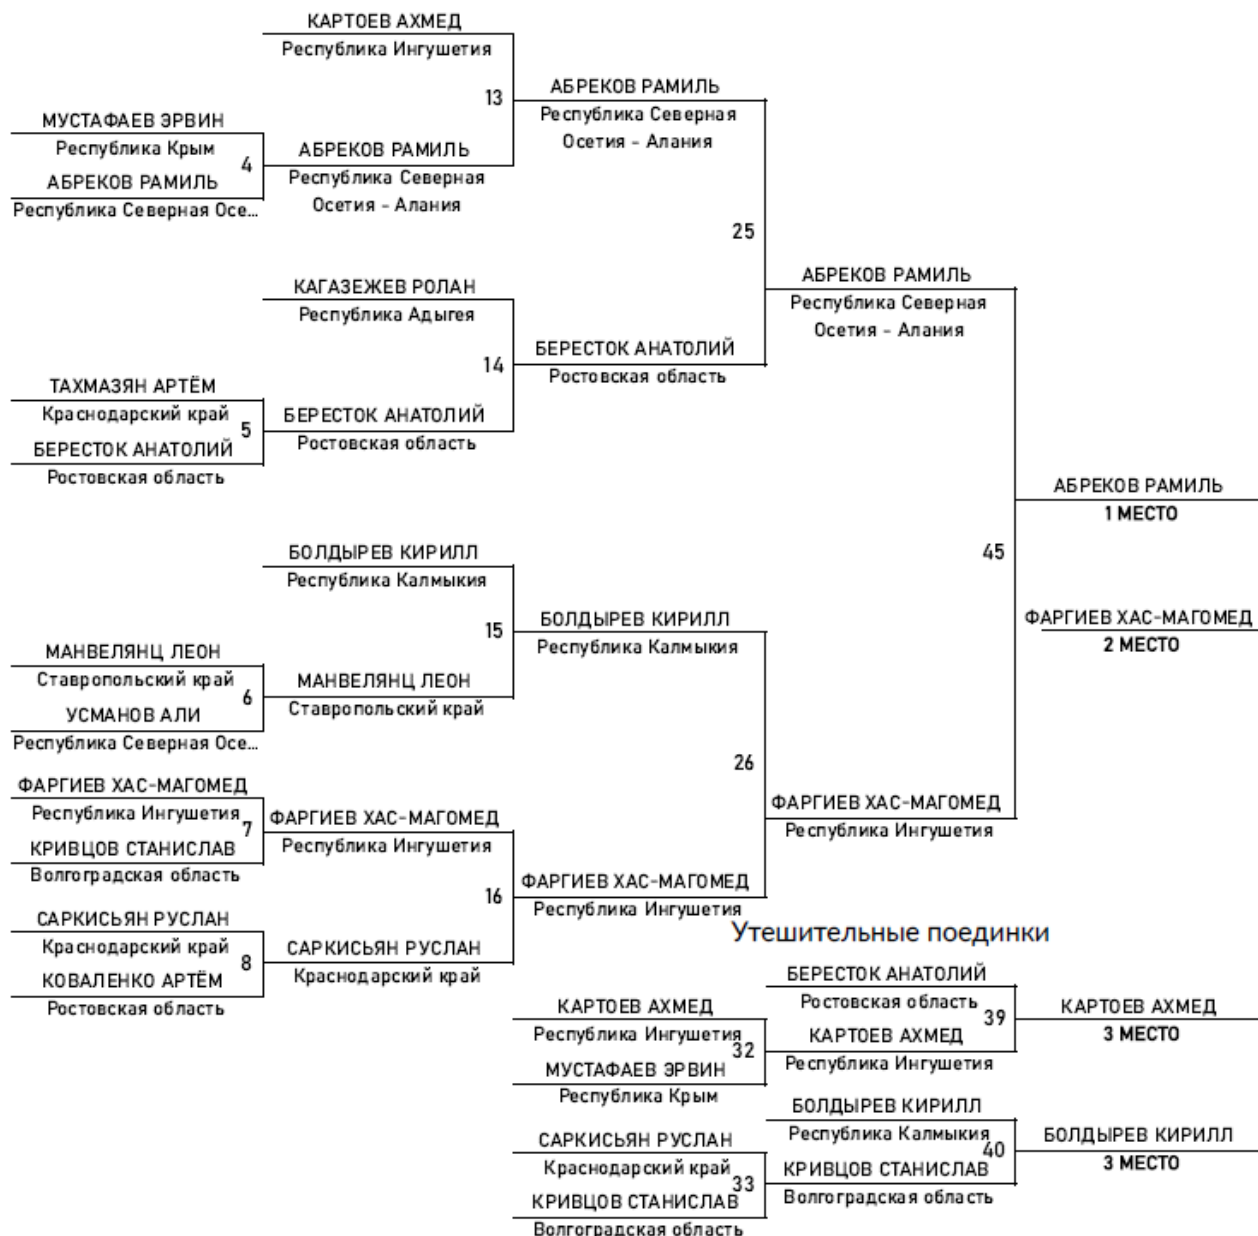 КАРТОЕВ АХМЕД
Республика Ингушетия
13
АБРЕКОВ РАМИЛЬ
Республика Северная
Осетия - Алания
МУСТАФАЕВ ЭРВИН
Республика Крым
4
АБРЕКОВ РАМИЛЬ
Республика Северная Осе...
АБРЕКОВ РАМИЛЬ
Республика Северная
Осетия - Алания
25
АБРЕКОВ РАМИЛЬ
Республика Северная
Осетия - Алания
КАГАЗЕЖЕВ РОЛАН
Республика Адыгея
14
БЕРЕСТОК АНАТОЛИЙ
Ростовская область
ТАХМАЗЯН АРТЁМ
Краснодарский край
5
БЕРЕСТОК АНАТОЛИЙ
Ростовская область
БЕРЕСТОК АНАТОЛИЙ
Ростовская область
АБРЕКОВ РАМИЛЬ
1 МЕСТО
45
ФАРГИЕВ ХАС-МАГОМЕД
2 МЕСТО
БОЛДЫРЕВ КИРИЛЛ
Республика Калмыкия
15
БОЛДЫРЕВ КИРИЛЛ
Республика Калмыкия
МАНВЕЛЯНЦ ЛЕОН
Ставропольский край
6
УСМАНОВ АЛИ
Республика Северная Осе...
МАНВЕЛЯНЦ ЛЕОН
Ставропольский край
26
ФАРГИЕВ ХАС-МАГОМЕД
Республика Ингушетия
ФАРГИЕВ ХАС-МАГОМЕД
Республика Ингушетия
7
КРИВЦОВ СТАНИСЛАВ
Волгоградская область
ФАРГИЕВ ХАС-МАГОМЕД
Республика Ингушетия
16
ФАРГИЕВ ХАС-МАГОМЕД
Республика Ингушетия
САРКИСЬЯН РУСЛАН
Краснодарский край
8
КОВАЛЕНКО АРТЁМ
Ростовская область
САРКИСЬЯН РУСЛАН
Краснодарский край
Утешительные поединки
БЕРЕСТОК АНАТОЛИЙ
Ростовская область
39
КАРТОЕВ АХМЕД
3 МЕСТО
КАРТОЕВ АХМЕД
Республика Ингушетия
32
КАРТОЕВ АХМЕД
Республика Ингушетия
МУСТАФАЕВ ЭРВИН
Республика Крым
БОЛДЫРЕВ КИРИЛЛ
Республика Калмыкия
40
БОЛДЫРЕВ КИРИЛЛ
3 МЕСТО
САРКИСЬЯН РУСЛАН
Краснодарский край
33
КРИВЦОВ СТАНИСЛАВ
Волгоградская область
КРИВЦОВ СТАНИСЛАВ
Волгоградская область